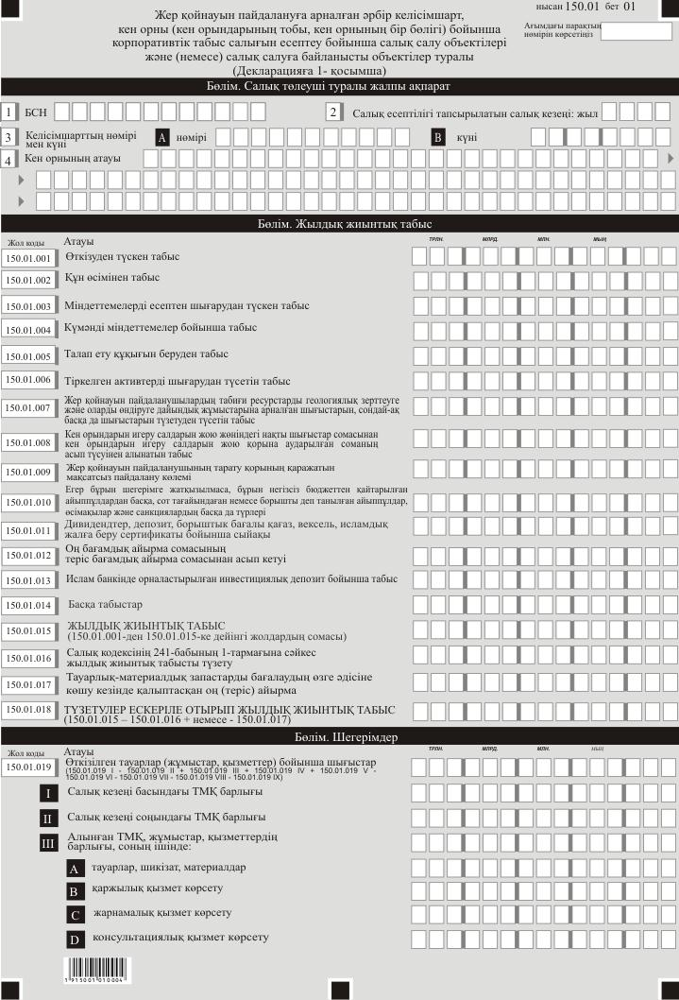 нысан 150.01 бет 01
Жер қойнауын пайдалануға арналған әрбір келісімшарт,
кен орны (кен орындарының тобы, кен орнының бір бөлігі) бойынша
корпоративтік табыс салығын есептеу бойынша салық салу объектілері
және (немесе) салық салуға байланысты объектілер туралы
(Декларацияға 1- қосымша)
Ағымдағы парақтың
нөмірін көрсетіңіз
Бөлім. Салық төлеуші туралы жалпы ақпарат
1 БСН
2 Салық есептілігі тапсырылатын салық кезеңі: жыл
3 Келісімшарттың нөмірі
мен күні
A нөмірі
B күні
4 Кен орнының атауы
Бөлім. Жылдық жиынтық табыс
Жол коды Атауы ТРЛН. МЛРД. МЛН. МЫҢ
150.01.001 Өткізуден түскен табыс
150.01.002 Құн өсімінен табыс
150.01.003 Міндеттемелерді есептен шығарудан түскен табыс
150.01.004 Күмәнді міндеттемелер бойынша табыс
150.01.005 Талап ету құқығын беруден табыс
150.01.006 Тіркелген активтерді шығарудан түсетін табыс
150.01.007 Жер қойнауын пайдаланушылардың табиғи ресурстарды геологиялық зерттеуге
және оларды өндіруге дайындық жұмыстарына арналған шығыстарын, сондай-ақ
басқа да шығыстарын түзетуден түсетін табыс
150.01.008 Кен орындарын игеру салдарын жою жөніндегі нақты шығыстар сомасынан
кен орындарын игеру салдарын жою қорына аударылған соманың
асып түсуінен алынатын табыс
150.01.009 Жер қойнауын пайдаланушының тарату қорының қаражатын
мақсатсыз пайдалану көлемі
150.01.010 Егер бұрын шегерімге жатқызылмаса, бұрын негізсіз бюджеттен қайтарылған
айыппұлдардан басқа, сот тағайындаған немесе борышты деп танылған айыппұлдар,
өсімақылар және санкциялардың басқа да түрлері
150.01.011 Дивидендтер, депозит, борыштық бағалы қағаз, вексель, исламдық
жалға беру сертификаты бойынша сыйақы
150.01.012 Оң бағамдық айырма сомасының
теріс бағамдық айырма сомасынан асып кетуі
150.01.013 Ислам банкінде орналастырылған инвестициялық депозит бойынша табыс
150.01.014 Басқа табыстар
150.01.015 ЖЫЛДЫҚ ЖИЫНТЫҚ ТАБЫС
(150.01.001-ден 150.01.015-ке дейінгі жолдардың сомасы)
150.01.016 Салық кодексінің 241-бабының 1-тармағына сәйкес
жылдық жиынтық табысты түзету
150.01.017 Тауарлық-материалдық запастарды бағалаудың өзге әдісіне
көшу кезінде қалыптасқан оң (теріс) айырма
150.01.018 ТҮЗЕТУЛЕР ЕСКЕРІЛЕ ОТЫРЫП ЖЫЛДЫҚ ЖИЫНТЫҚ ТАБЫС
(150.01.015 – 150.01.016 + немесе - 150.01.017)
Бөлім. Шегерімдер
Жол коды Атауы ТРЛН. МЛРД. МЛН. МЫҢ
150.01.019 Өткізілген тауарлар (жұмыстар, қызметтер) бойынша шығыстар
(150.01.019 I - 150.01.019 II + 150.01.019 III + 150.01.019 IV + 150.01.019 V -
150.01.019 VI - 150.01.019 VII - 150.01.019 VIII - 150.01.019 IX)
I Салық кезеңі басындағы ТМҚ барлығы
II Салық кезеңі соңындағы ТМҚ барлығы
III Алынған ТМҚ, жұмыстар, қызметтердің
барлығы, соның ішінде:
A тауарлар, шикізат, материалдар
B қаржылық қызмет көрсету
C жарнамалық қызмет көрсету
D консультациялық қызмет көрсету
1915001010004